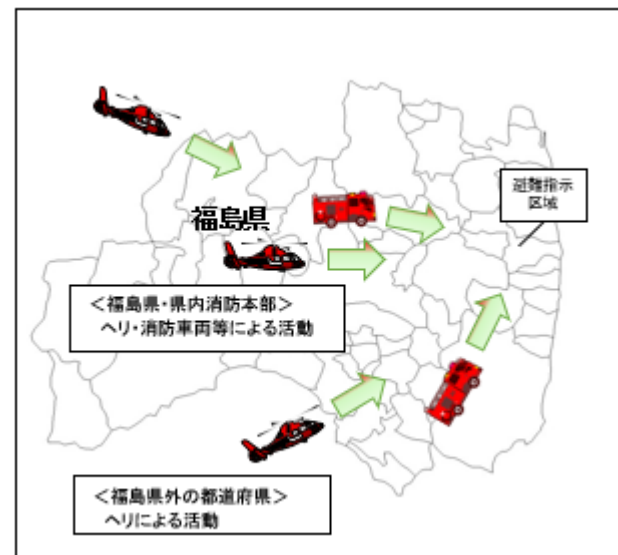 避難指示
区域
福島県
＜福島県・県内消防本部＞
ヘリ・消防車両等による活動
＜福島県外の都道府県＞
ヘリによる活動